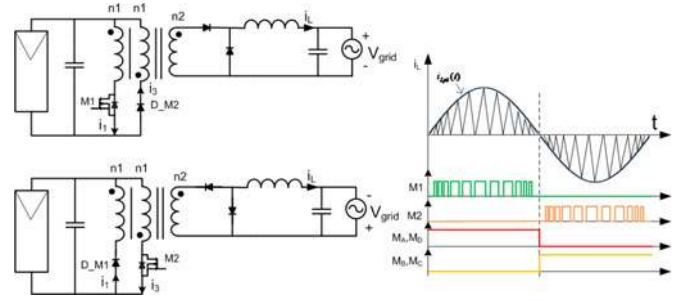 n1 n1 n2
i_L
+
V_grid
-
M1
i_3
D_M2
i_1
n1 n1 n2
i_L
-
V_grid
+
D_M1
M2
i_1
i_3
i_L
t
M1
M2
M_A,M_D
M_B,M_C